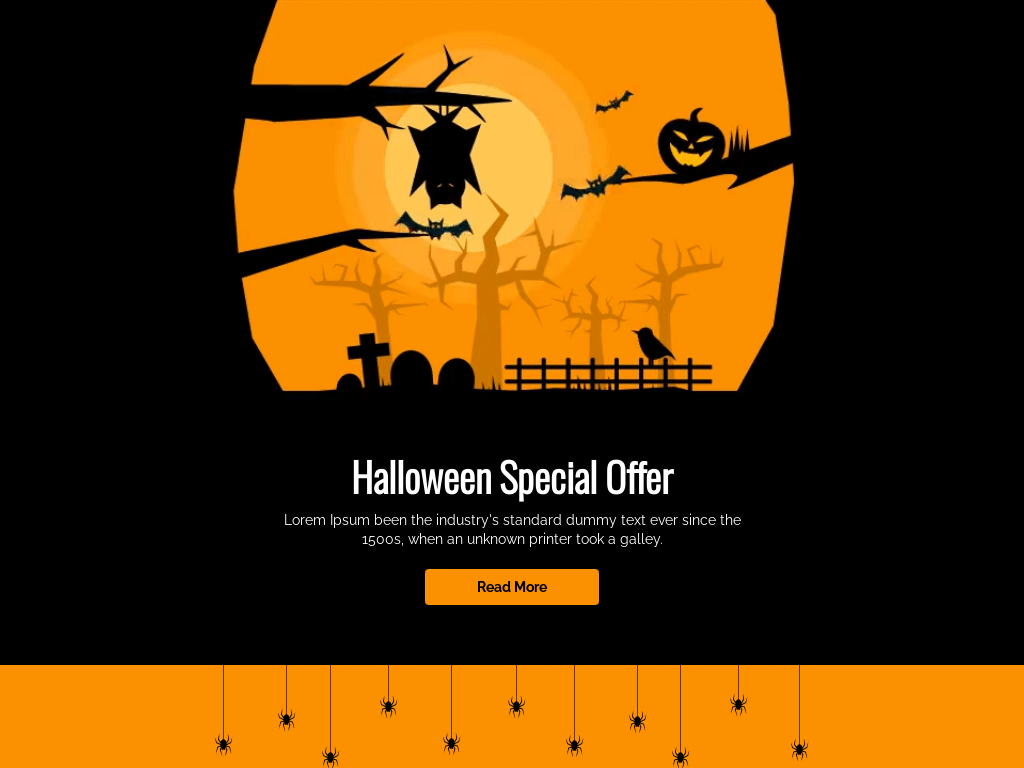 Halloween Special Offer
Lorem Ipsum been the industry's standard dummy text ever since the
1500s, when an unknown printer took a galley.
Read More